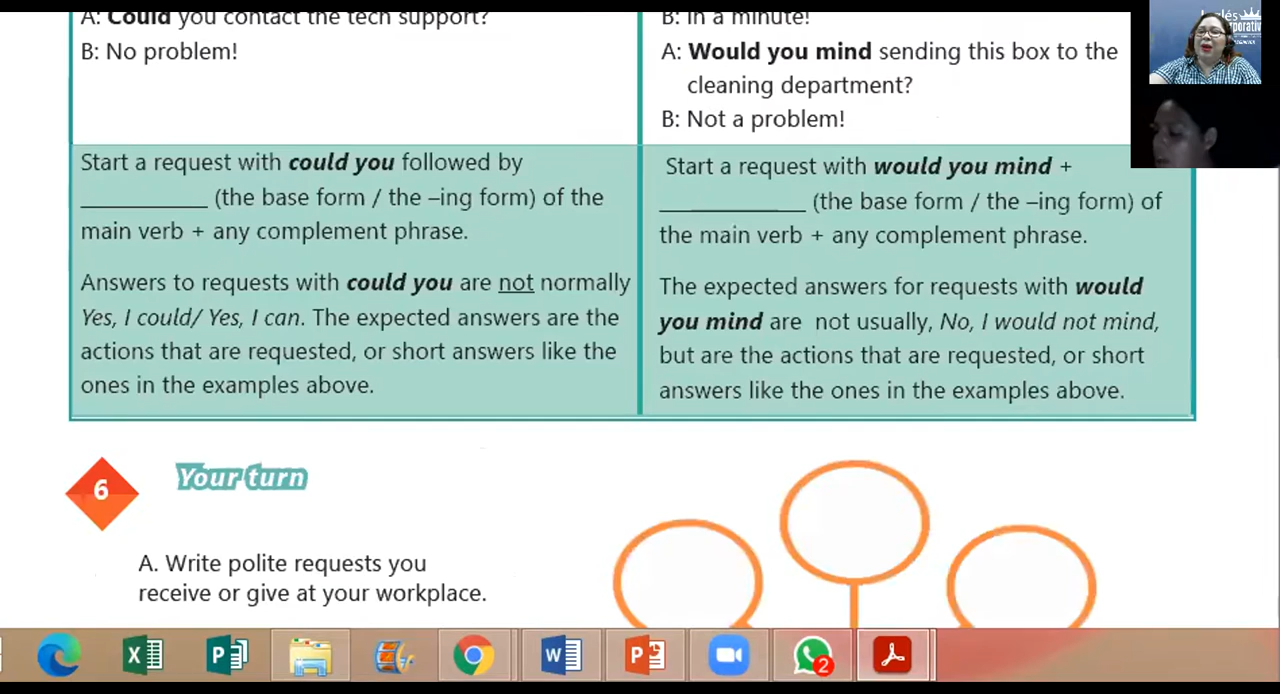 A: Could you contact the tech support?
B: No problem!
B: In a minute!
A: Would you mind sending this box to the
cleaning department?
B: Not a problem!
Start a request with could you followed by
__________ (the base form / the –ing form) of the
main verb + any complement phrase.
Answers to requests with could you are not normally
Yes, I could/ Yes, I can. The expected answers are the
actions that are requested, or short answers like the
ones in the examples above.
Start a request with would you mind +
___________ (the base form / the –ing form) of
the main verb + any complement phrase.
The expected answers for requests with would
you mind are not usually, No, I would not mind,
but are the actions that are requested, or short
answers like the ones in the examples above.
6
Your turn
A. Write polite requests you
receive or give at your workplace.
Inglés
2